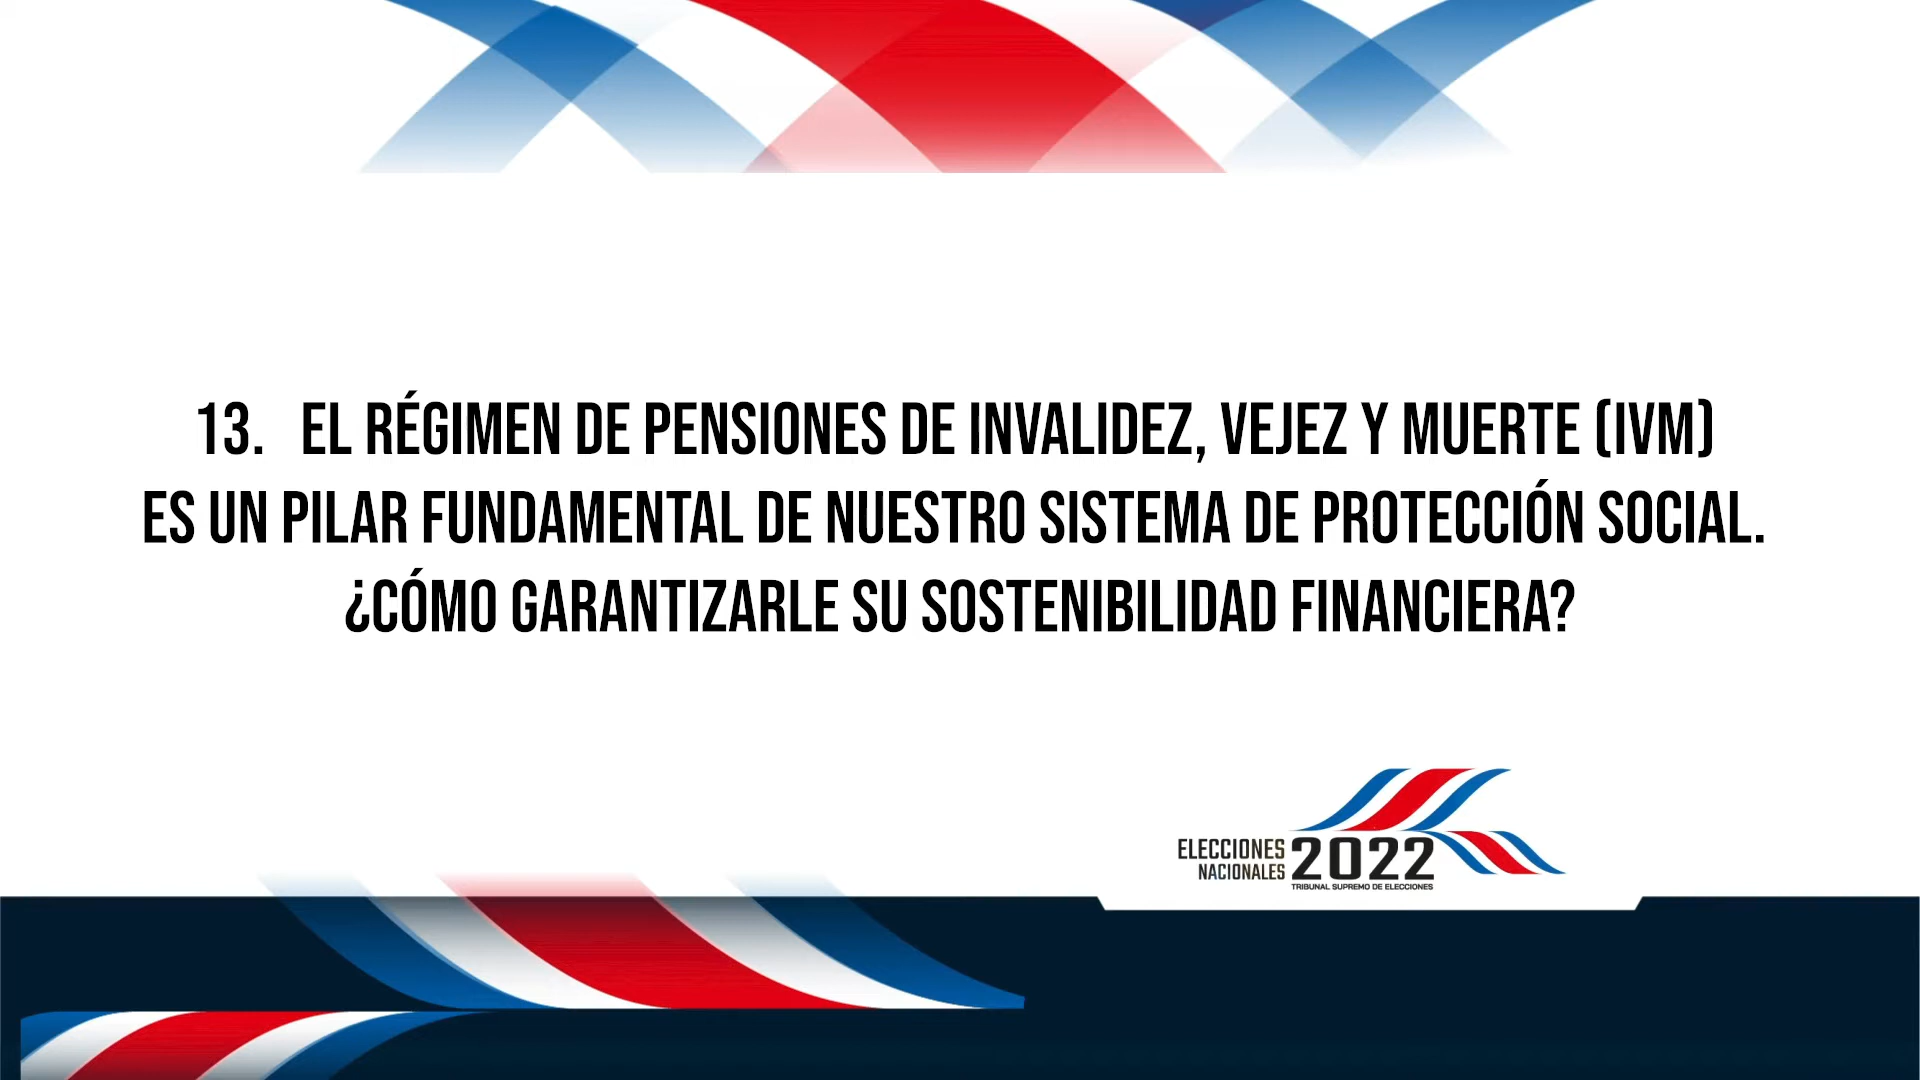 13. EL RÉGIMEN DE PENSIONES DE INVALIDEZ, VEJEZ Y MUERTE (IVM)
ES UN PILAR FUNDAMENTAL DE NUESTRO SISTEMA DE PROTECCIÓN SOCIAL.
¿CÓMO GARANTIZARLE SU SOSTENIBILIDAD FINANCIERA?
ELECCIONES
NACIONALES
2022
TRIBUNAL SUPREMO DE ELECCIONES